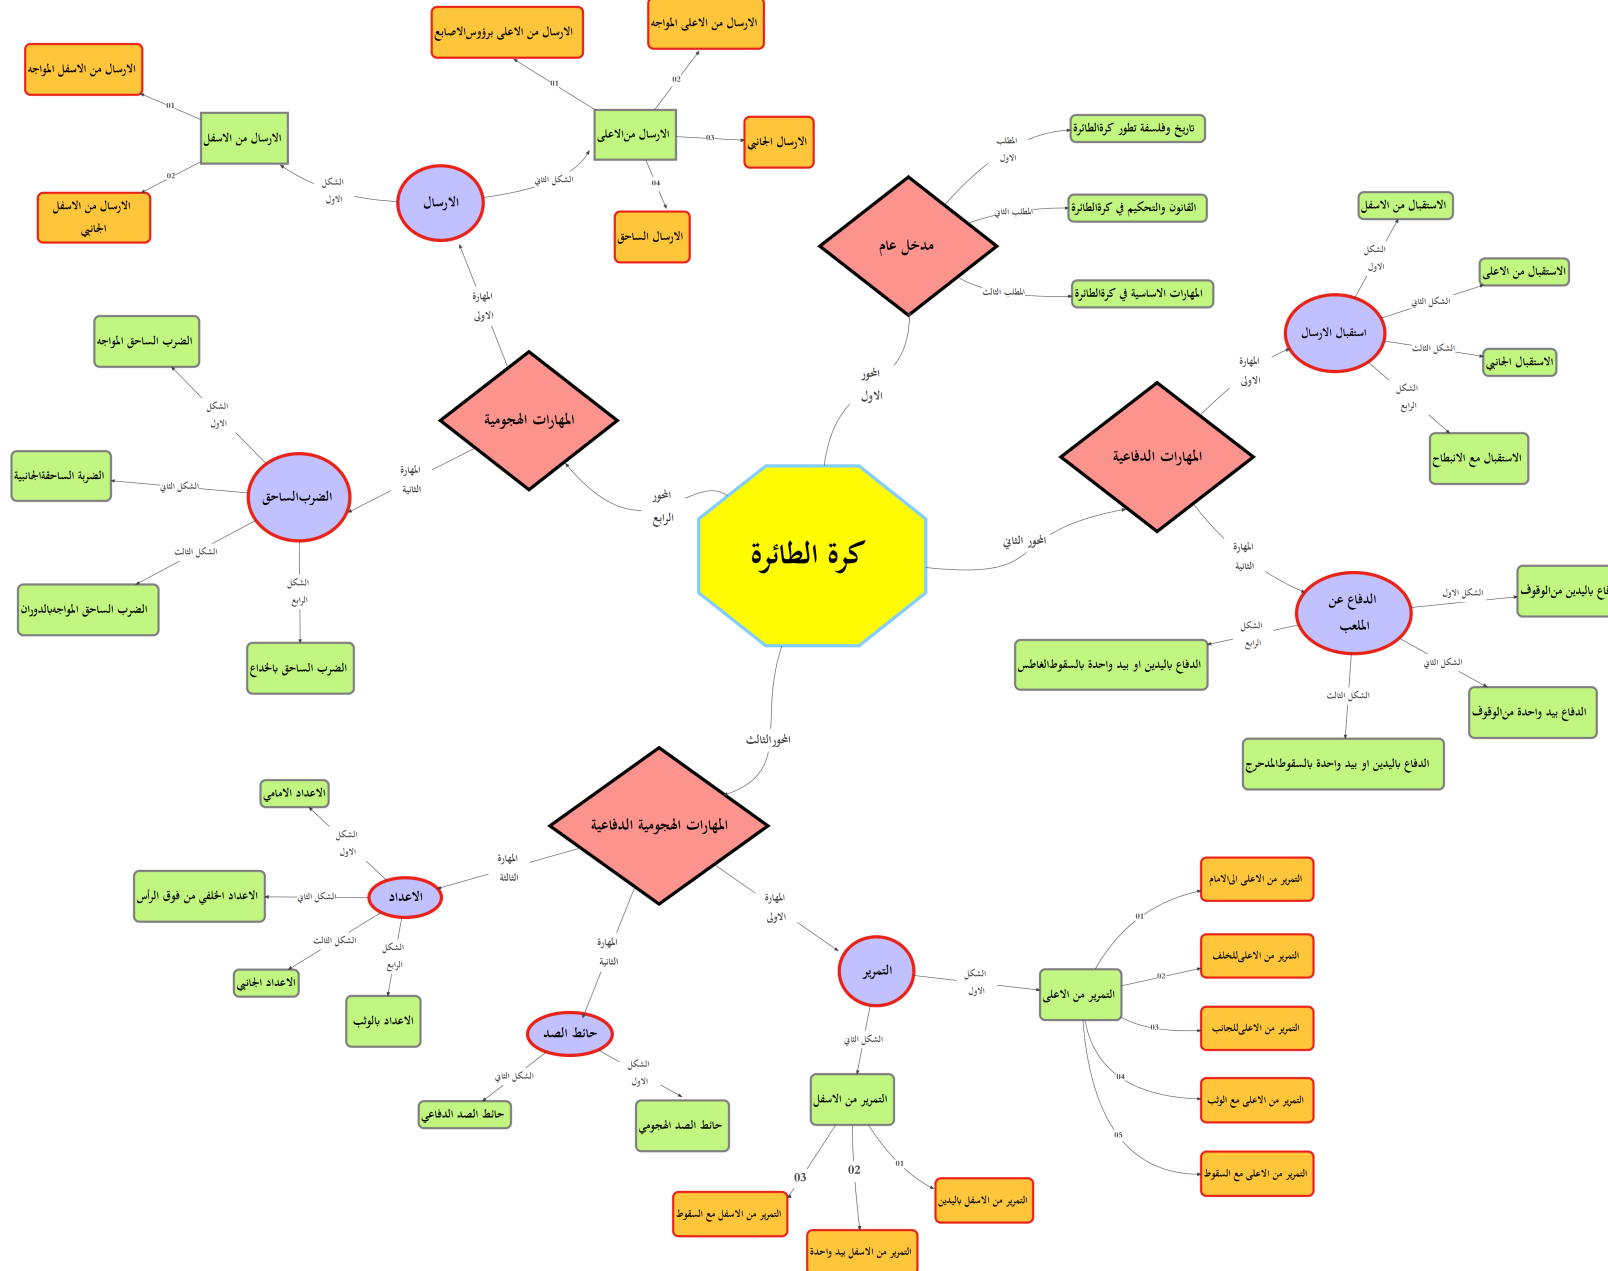 كرة الطائرة
المحور
الاول
مدخل عام
المطلب
الاول
تاريخ وفلسفة تطور كرةالطائرة
المطلب الثاني
القانون والتحكيم في كرةالطائرة
المطلب الثالث
المهارات الاساسية في كرةالطائرة
المحور الثاني
المهارات الدفاعية
المهارة
الاولى
استقبال الارسال
الشكل
الاول
الاستقبال من الاسفل
الشكل الثاني
الاستقبال من الاعلى
الشكل الثالث
الاستقبال الجانبي
الشكل
الرابع
الاستقبال مع الانبطاح
المهارة
الثانية
الدفاع عن
الملعب
الشكل الاول
فاع باليدين من الوقوف
الشكل الثاني
الدفاع بيد واحدة من الوقوف
الشكل الثالث
الدفاع باليدين او بيد واحدة بالسقوط المدحرج
الشكل
الرابع
الدفاع باليدين او بيد واحدة بالسقوط الغاطس
المحور الثالث
المهارات الهجومية الدفاعية
المهارة
الاولى
التمرير
الشكل
الاول
التمرير من الاعلى
01
التمرير من الاعلى الى الامام
02
التمرير من الاعلى للخلف
03
التمرير من الاعلى للجانب
04
التمرير من الاعلى مع الوثب
05
التمرير من الاعلى مع السقوط
الشكل الثاني
التمرير من الاسفل
01
التمرير من الاسفل باليدين
02
التمرير من الاسفل بيد واحدة
03
التمرير من الاسفل مع السقوط
المهارة
الثانية
حائط الصد
الشكل
الاول
حائط الصد الهجومي
الشكل الثاني
حائط الصد الدفاعي
المهارة
الثالثة
الاعداد
الشكل
الاول
الاعداد الامامي
الشكل الثاني
الاعداد الخلفي من فوق الرأس
الشكل الثالث
الاعداد الجانبي
الشكل
الرابع
الاعداد بالوثب
المحور
الرابع
المهارات الهجومية
المهارة
الاولى
الارسال
الشكل
الاول
الارسال من الاسفل
01
الارسال من الاسفل المواجه
02
الارسال من الاسفل
الجانبي
الشكل الثاني
الارسال من الاعلى
01
الارسال من الاعلى برؤوس الاصابع
02
الارسال من الاعلى المواجه
03
الارسال الجانبي
04
الارسال الساحق
المهارة
الثانية
الضرب الساحق
الشكل
الاول
الضرب الساحق المواجه
الشكل الثاني
الضربة الساحقة الجانبية
الشكل الثالث
الضرب الساحق المواجه بالدوران
الشكل
الرابع
الضرب الساحق بالخداع